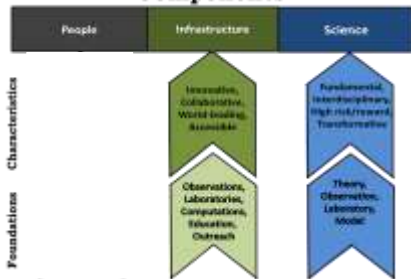 Components
People
Infrastructure
Science
Characteristics
Innovative,
Collaborative,
World-leading,
Accessible
Fundamental,
Interdisciplinary,
High risk/reward,
Transformative
Foundations
Observations,
Laboratories,
Computations,
Education,
Outreach
Theory,
Observation,
Laboratory,
Model